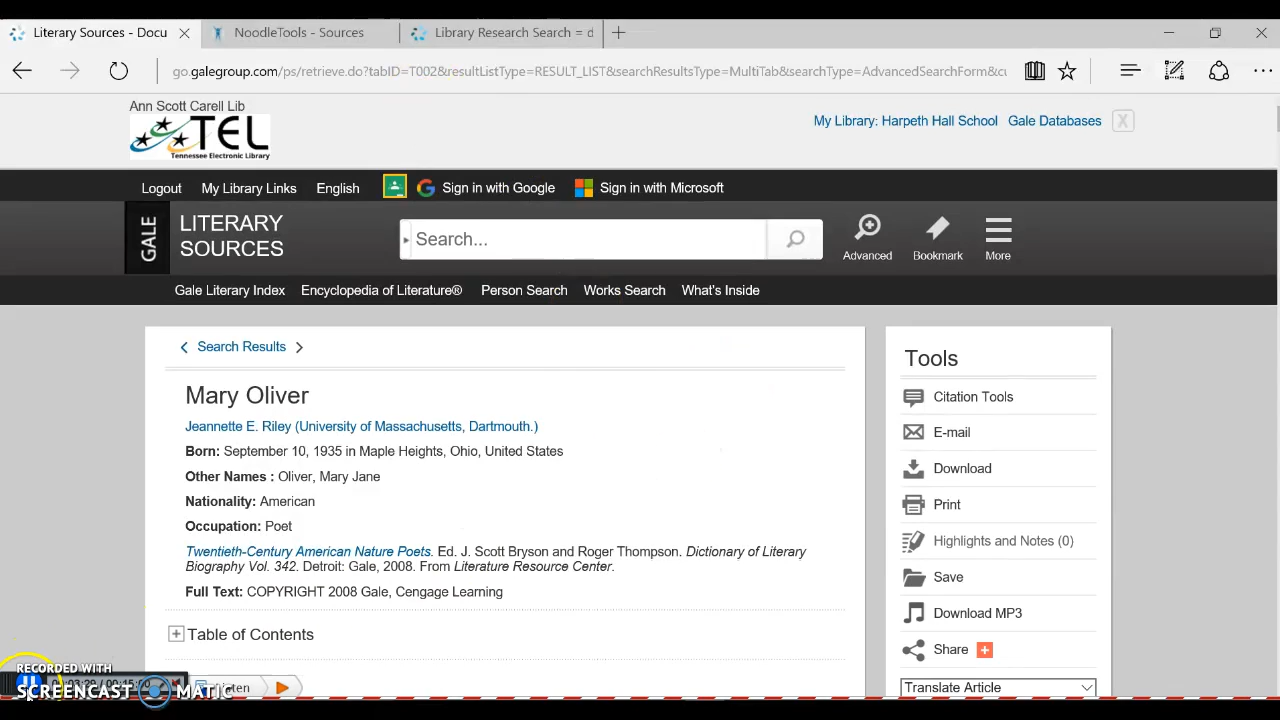 Literary Sources - Docu
NoodleTools - Sources
Library Research Search = d
go.galegroup.com/ps/retrieve.do?tabID=T002&resultListType=RESULT_LIST&searchResultsType=MultiTab&searchType=AdvancedSearchForm&cu
Ann Scott Carell Lib
TEL
Tennessee Electronic Library
My Library: Harpeth Hall School Gale Databases X
Logout My Library Links English Sign in with Google Sign in with Microsoft
GALE
LITERARY
SOURCES
Search...
Advanced
Bookmark
More
Gale Literary Index Encyclopedia of Literature® Person Search Works Search What's Inside
Search Results
Mary Oliver
Jeannette E. Riley (University of Massachusetts, Dartmouth.)
Born: September 10, 1935 in Maple Heights, Ohio, United States
Other Names : Oliver, Mary Jane
Nationality: American
Occupation: Poet
Twentieth-Century American Nature Poets. Ed. J. Scott Bryson and Roger Thompson. Dictionary of Literary
Biography Vol. 342. Detroit: Gale, 2008. From Literature Resource Center.
Full Text: COPYRIGHT 2008 Gale, Cengage Learning
Table of Contents
Tools
Citation Tools
E-mail
Download
Print
Highlights and Notes (0)
Save
Download MP3
Share
Translate Article
RECORDED WITH
SCREENCAST MATIC